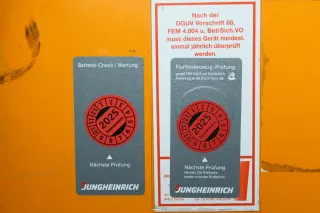 Nach der
DGUV Vorschrift 68,
FEM 4.004 u. BetrSich.VO
muss dieses Gerät mindest.
einmal jährlich überprüft
werden.
Batterie-Check / Wartung
2025
Nächste Prüfung
JUNGHEINRICH
Flurförderzeug-Prüfung
2025
Nächste Prüfung
JUNGHEINRICH